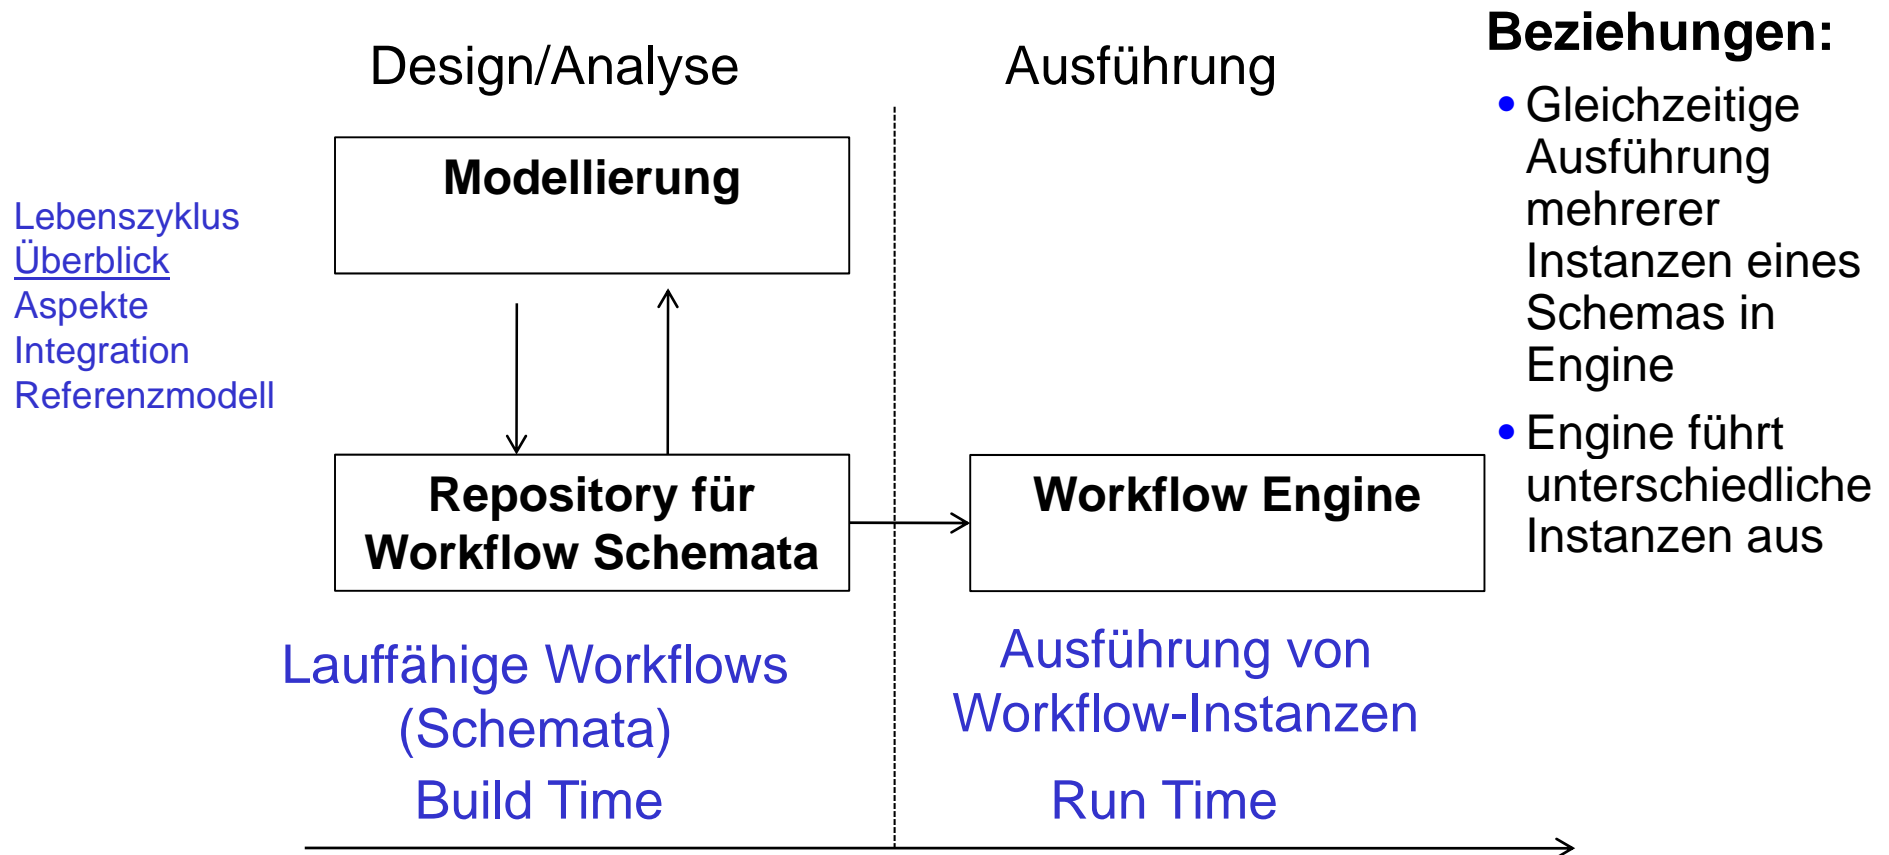 Design/Analyse
Ausführung
Beziehungen:
• Gleichzeitige
Ausführung
mehrerer
Instanzen eines
Schemas in
Engine
• Engine führt
unterschiedliche
Instanzen aus
Lebenszyklus
Überblick
Aspekte
Integration
Referenzmodell
Modellierung
Repository für
Workflow Schemata
Workflow Engine
Lauffähige Workflows
(Schemata)
Build Time
Ausführung von
Workflow-Instanzen
Run Time